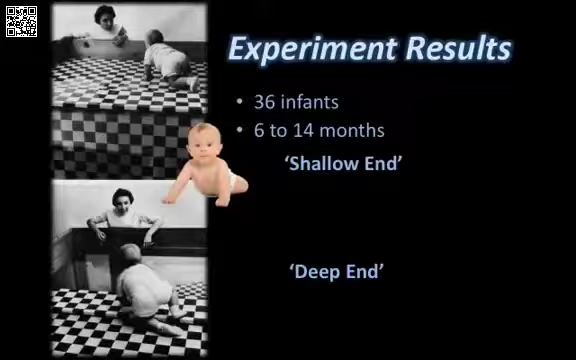 Experiment Results
• 36 infants
• 6 to 14 months
‘Shallow End’
‘Deep End’